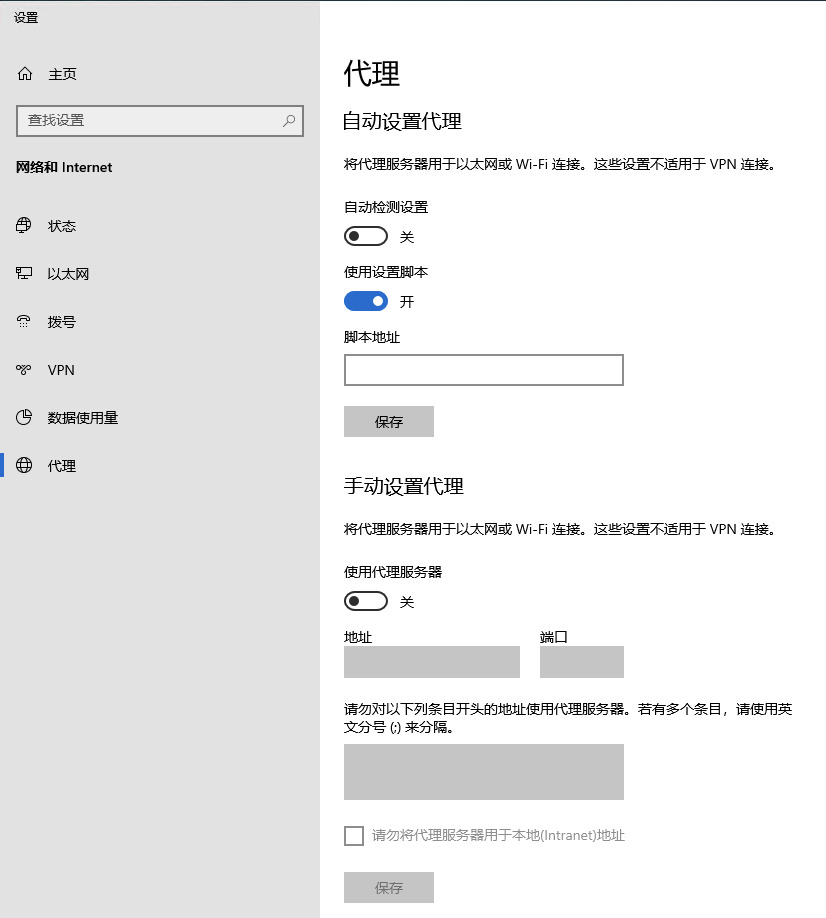 设置
主页
查找设置
网络和 Internet
状态
以太网
拨号
VPN
数据使用量
代理
代理
自动设置代理
将代理服务器用于以太网或 Wi-Fi 连接。这些设置不适用于 VPN 连接。
自动检测设置
关
使用设置脚本
开
脚本地址
保存
手动设置代理
将代理服务器用于以太网或 Wi-Fi 连接。这些设置不适用于 VPN 连接。
使用代理服务器
关
地址 端口
请勿对以下列条目开头的地址使用代理服务器。若有多个条目，请使用英
文分号 (;) 来分隔。
请勿将代理服务器用于本地(Intranet)地址
保存